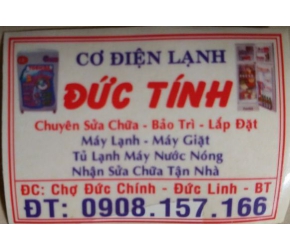 CƠ ĐIỆN LẠNH
ĐỨC TÍNH
Chuyên Sửa Chữa - Bảo Trì - Lắp Đặt
Máy Lạnh - Máy Giặt
Tủ Lạnh Máy Nước Nóng
Nhận Sửa Chữa Tận Nhà
ĐC: Chợ Đức Chính - Đức Linh - BT
ĐT: 0908.157.166